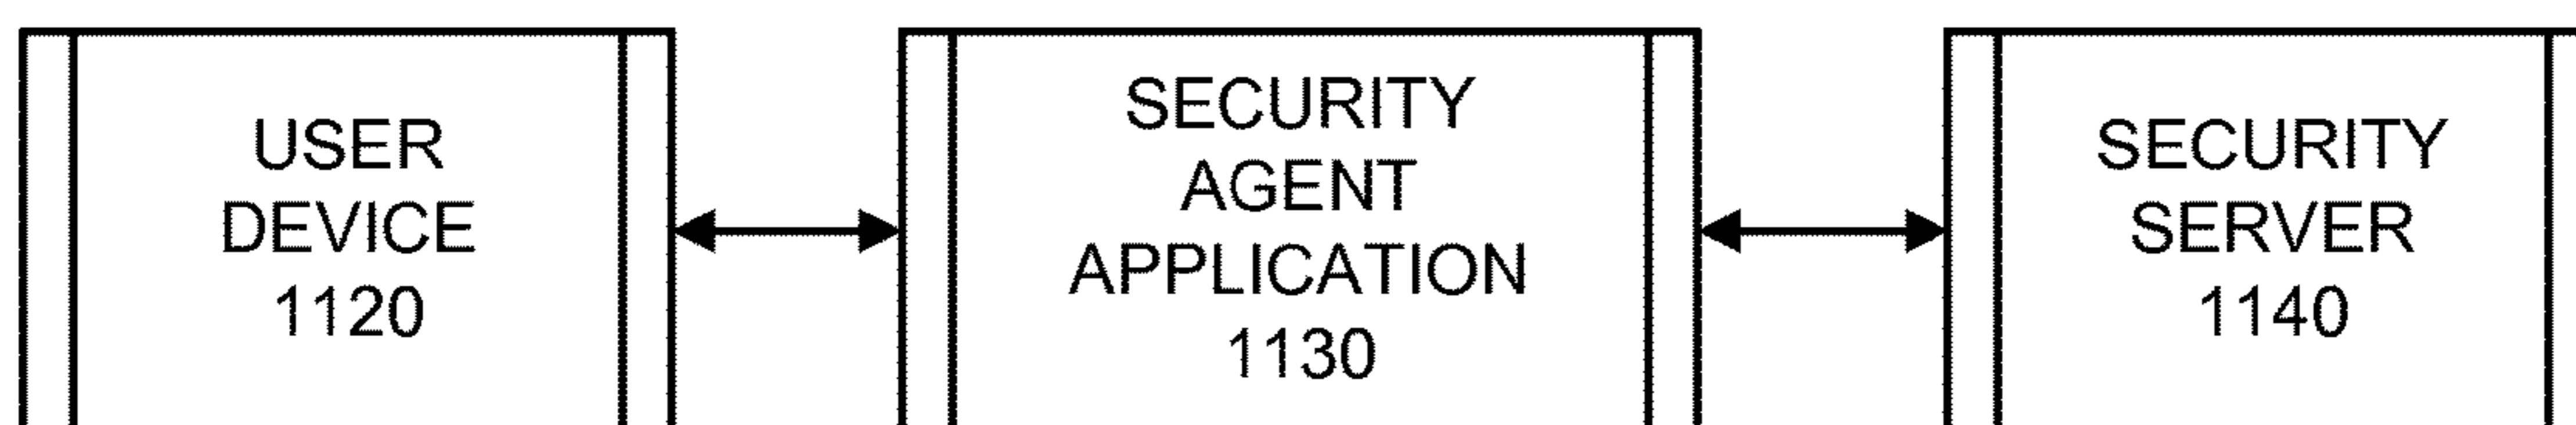 USER
DEVICE
1120
SECURITY
AGENT
APPLICATION
1130
SECURITY
SERVER
1140